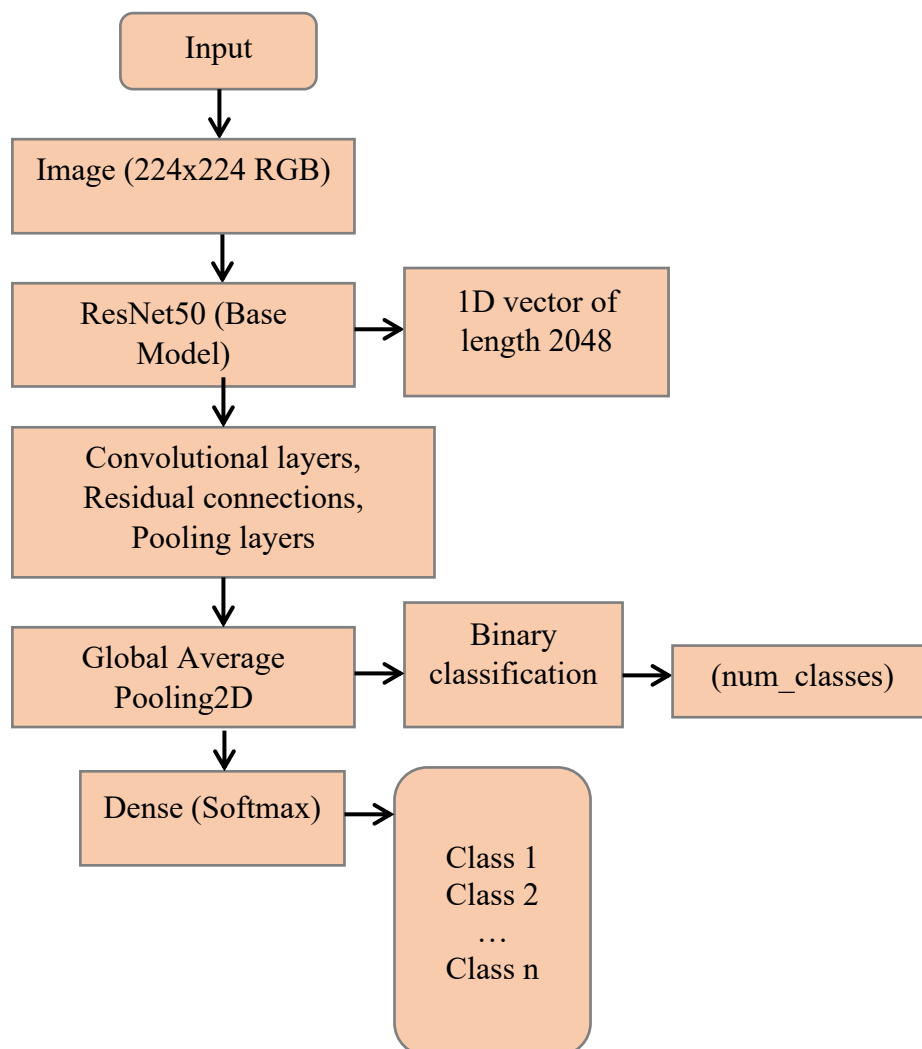 Input
Image (224x224 RGB)
ResNet50 (Base
Model)
1D vector of
length 2048
Convolutional layers,
Residual connections,
Pooling layers
Global Average
Pooling2D
Binary
classification
(num_classes)
Dense (Softmax)
Class 1
Class 2
…
Class n